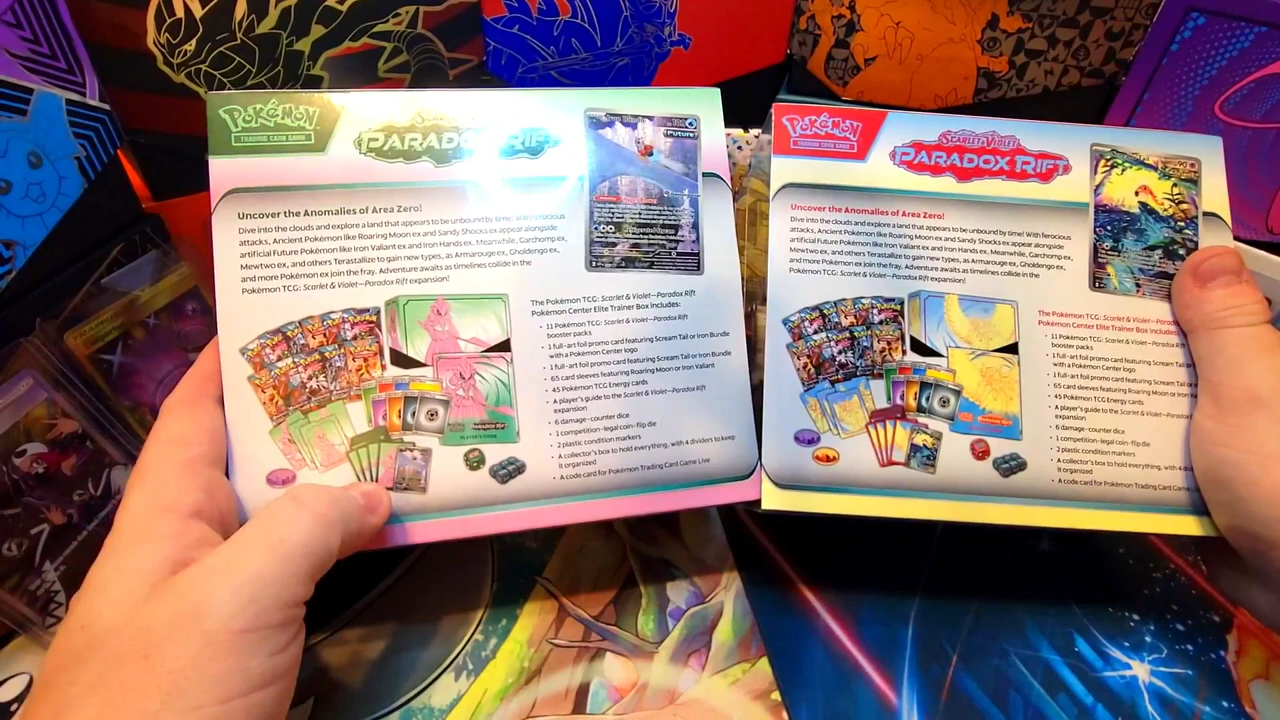 POKÉMON
TRADING CARD GAME
PARADOX RIFT
Future
Uncover the Anomalies of Area Zero!
Dive into the clouds and explore a land that appears to be unbound by time! With ferocious
attacks, Ancient Pokémon like Roaring Moon ex and Sandy Shocks ex appear alongside
artificial Future Pokémon like Iron Valiant ex and Iron Hands ex. Meanwhile, Garchomp ex,
Mewtwo ex, and others Terastallize to gain new types, as Armarouge ex, Gholdengo ex,
and more Pokémon ex join the fray. Adventure awaits as timelines collide in the
Pokémon TCG: Scarlet & Violet—Paradox Rift expansion!
The Pokémon TCG: Scarlet & Violet—Paradox Rift
Pokémon Center Elite Trainer Box includes:
• 11 Pokémon TCG: Scarlet & Violet—Paradox Rift
booster packs
• 1 full-art foil promo card featuring Scream Tail or Iron Bundle
with a Pokémon Center logo
• 1 full-art foil promo card featuring Scream Tail or Iron Bundle
• 65 card sleeves featuring Roaring Moon or Iron Valiant
• 45 Pokémon TCG Energy cards
• A player's guide to the Scarlet & Violet—Paradox Rift
expansion
• 6 damage-counter dice
• 1 competition-legal coin-flip die
• 2 plastic condition markers
• A collector's box to hold everything, with 4 dividers to keep
it organized
• A code card for Pokémon Trading Card Game Live
PARADOX RIFT
PLAYER'S GUIDE
POKÉMON
TRADING CARD GAME
SCARLET & VIOLET
PARADOX RIFT
90
Uncover the Anomalies of Area Zero!
Dive into the clouds and explore a land that appears to be unbound by time! With ferocious
attacks, Ancient Pokémon like Roaring Moon ex and Sandy Shocks ex appear alongside
artificial Future Pokémon like Iron Valiant ex and Iron Hands ex. Meanwhile, Garchomp ex,
Mewtwo ex, and others Terastallize to gain new types, as Armarouge ex, Gholdengo ex,
and more Pokémon ex join the fray. Adventure awaits as timelines collide in the
Pokémon TCG: Scarlet & Violet—Paradox Rift expansion!
The Pokémon TCG: Scarlet & Violet—Parad
Pokémon Center Elite Trainer Box includes:
• 11 Pokémon TCG: Scarlet & Violet—Paradox Rift
booster packs
• 1 full-art foil promo card featuring Scream Tail or
with a Pokémon Center logo
• 1 full-art foil promo card featuring Scream Tail or
• 65 card sleeves featuring Roaring Moon or Iron
• 45 Pokémon TCG Energy cards
• A player's guide to the Scarlet & Violet—Paradox R
expansion
• 6 damage-counter dice
• 1 competition-legal coin-flip die
• 2 plastic condition markers
• A collector's box to hold everything, with 4
it organized
• A code card for Pokémon Trading Card Game Live